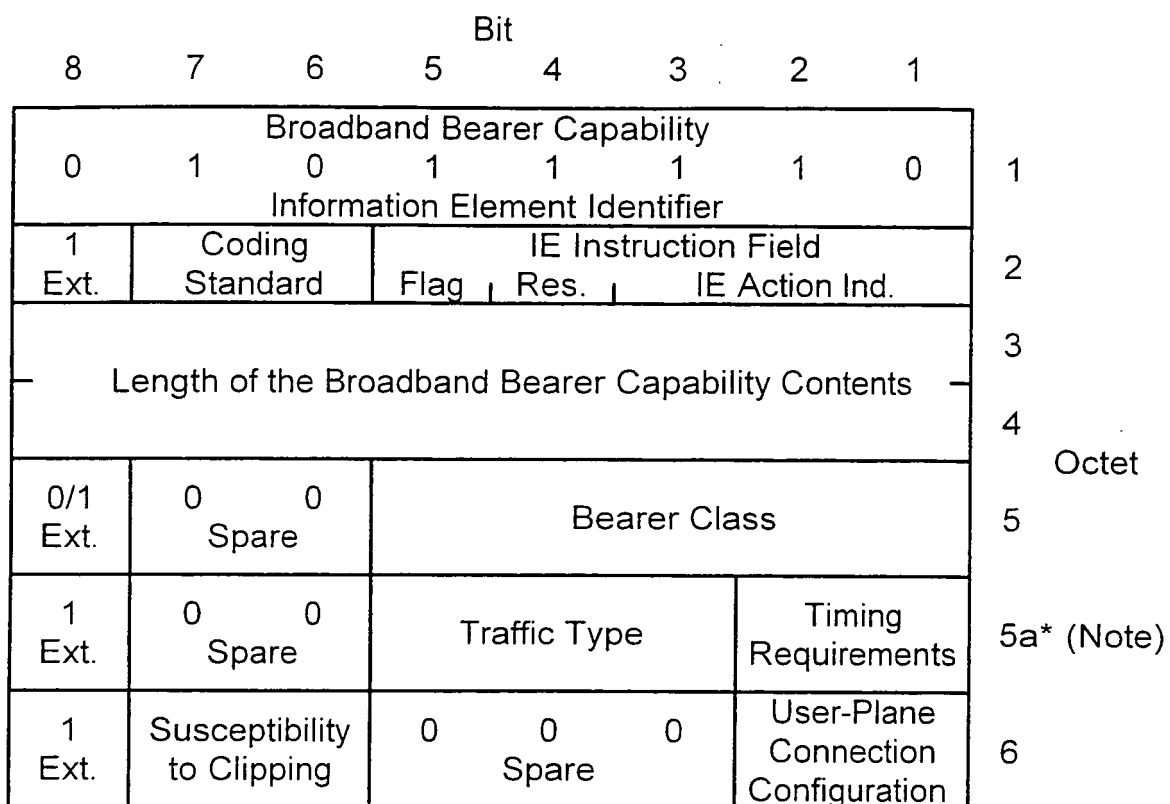 Bit
8 7 6 5 4 3 2 1
Broadband Bearer Capability
0 1 0 1 1 1 1 0 1
Information Element Identifier
1 Coding IE Instruction Field
Ext. Standard Flag Res. IE Action Ind. 2
3
Length of the Broadband Bearer Capability Contents
4
Octet
0/1 0 0 Bearer Class 5
Ext. Spare
1 0 0 Traffic Type Timing 5a* (Note)
Ext. Spare Requirements
1 Susceptibility 0 0 0 User-Plane
Ext. to Clipping Spare Connection 6
Configuration